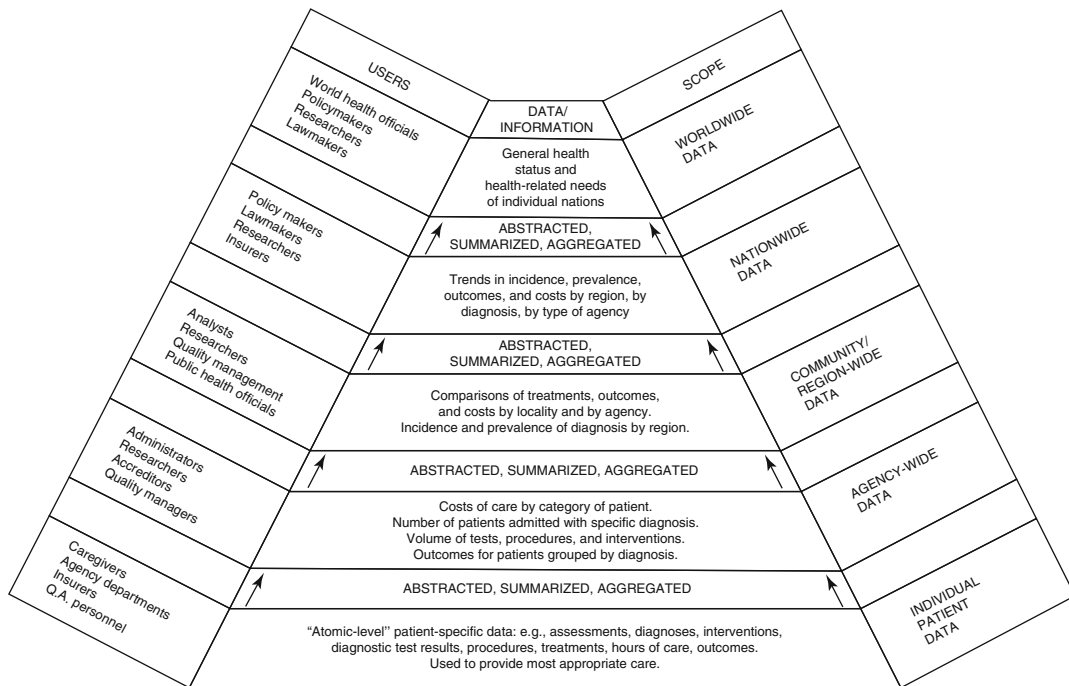 USERS
World health officials
Policymakers
Researchers
Lawmakers
Policy makers
Lawmakers
Researchers
Insurers
Analysts
Researchers
Quality management
Public health officials
Administrators
Researchers
Accreditors
Quality managers
Caregivers
Agency departments
Insurers
Q.A. personnel
DATA/
INFORMATION
General health
status and
health-related needs
of individual nations
ABSTRACTED,
SUMMARIZED, AGGREGATED
Trends in incidence, prevalence,
outcomes, and costs by region, by
diagnosis, by type of agency
ABSTRACTED,
SUMMARIZED, AGGREGATED
Comparisons of treatments, outcomes,
and costs by locality and by agency.
Incidence and prevalence of diagnosis by region.
ABSTRACTED, SUMMARIZED, AGGREGATED
Costs of care by category of patient.
Number of patients admitted with specific diagnosis.
Volume of tests, procedures, and interventions.
Outcomes for patients grouped by diagnosis.
ABSTRACTED, SUMMARIZED, AGGREGATED
“Atomic-level” patient-specific data: e.g., assessments, diagnoses, interventions,
diagnostic test results, procedures, treatments, hours of care, outcomes.
Used to provide most appropriate care.
SCOPE
WORLDWIDE
DATA
NATIONWIDE
DATA
COMMUNITY/
REGION-WIDE
DATA
AGENCY-WIDE
DATA
INDIVIDUAL
PATIENT
DATA